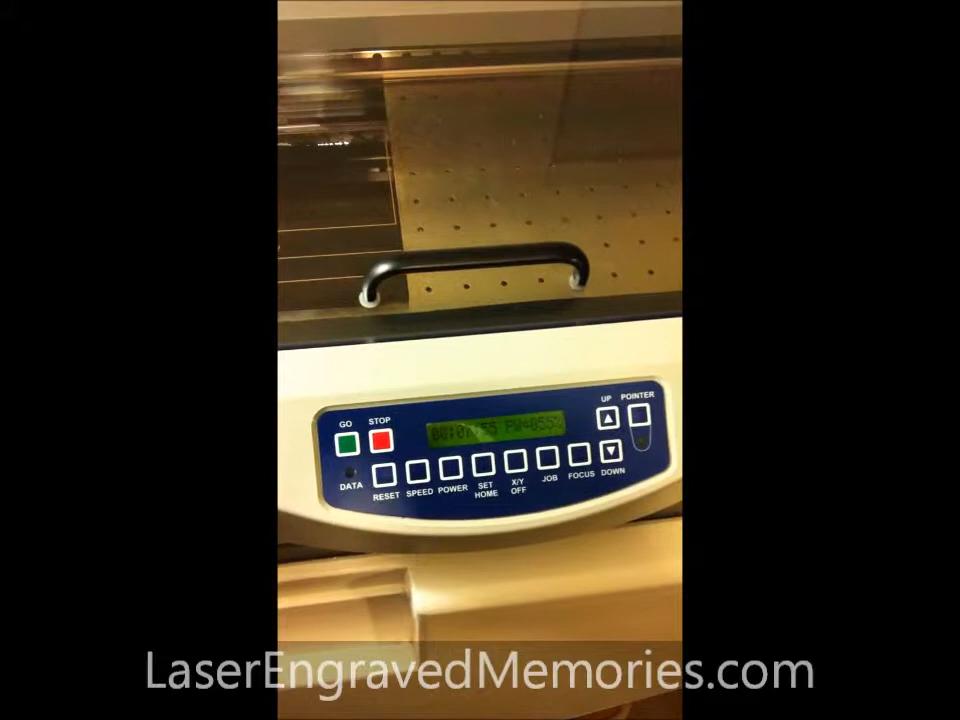 GO STOP UP POINTER
DATA
RESET SPEED POWER SET HOME X/Y OFF JOB FOCUS DOWN
LaserEngravedMemories.com